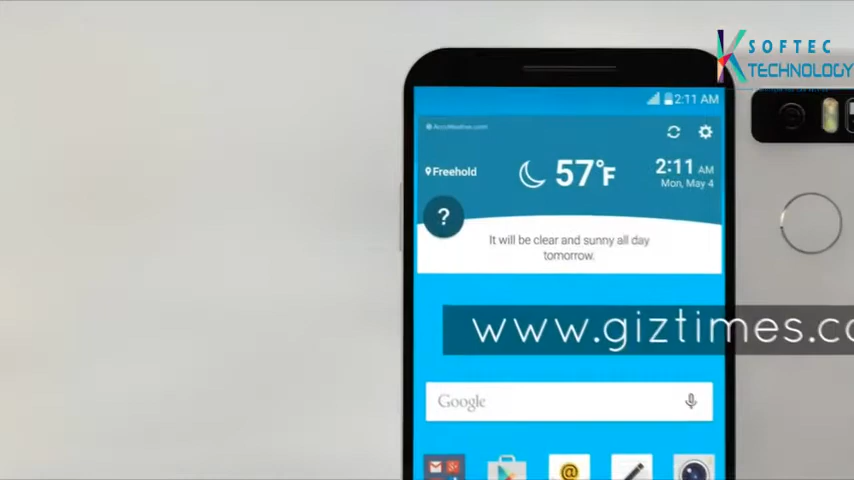 K SOFTEC
TECHNOLOGY
2:11 AM
AccuWeather.com
Freehold
57°F
2:11 AM
Mon, May 4
?
It will be clear and sunny all day
tomorrow.
www.giztimes.co
Google
@